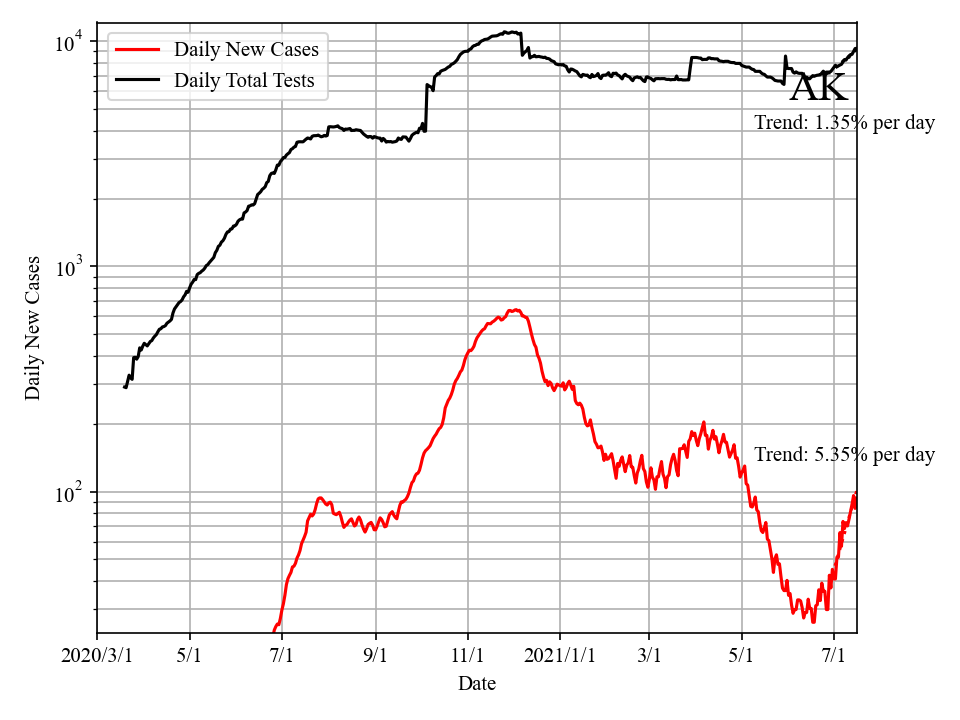 10^4
Daily New Cases
Daily Total Tests
AK
Trend: 1.35% per day
10^3
Daily New Cases
Trend: 5.35% per day
10^2
2020/3/1 5/1 7/1 9/1 11/1 2021/1/1 3/1 5/1 7/1
Date